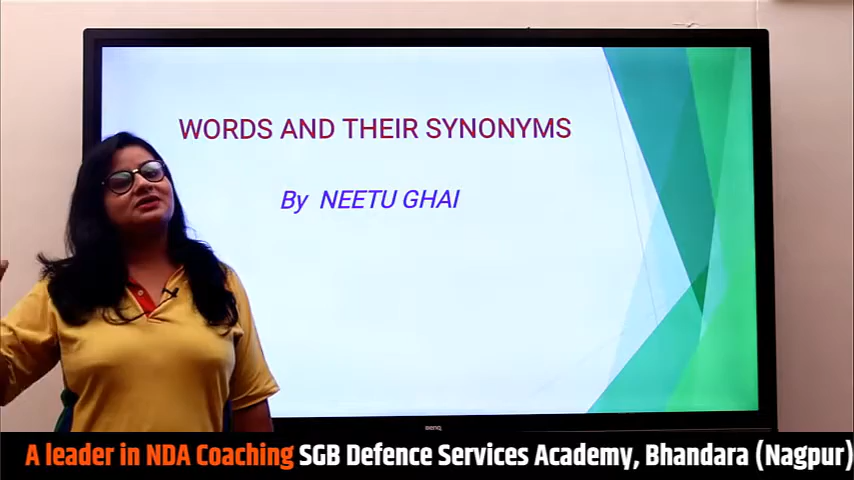 WORDS AND THEIR SYNONYMS
By NEETU GHAI
BenQ
A leader in NDA Coaching SGB Defence Services Academy, Bhandara (Nagpur)